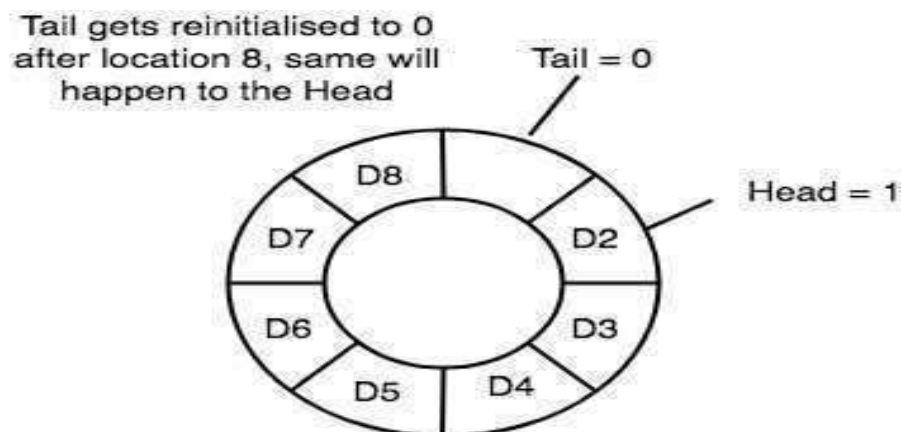 Tail gets reinitialised to 0
after location 8, same will
happen to the Head
Tail = 0
Head = 1
D8
D7
D2
D6
D3
D5
D4